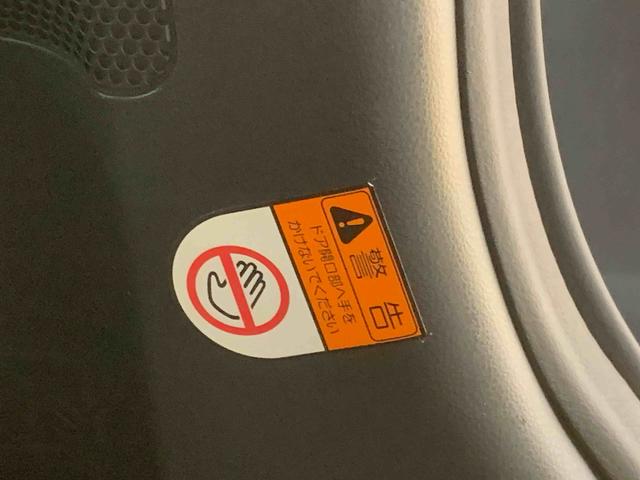 警告
ドア開口部へ手を
かけないでください